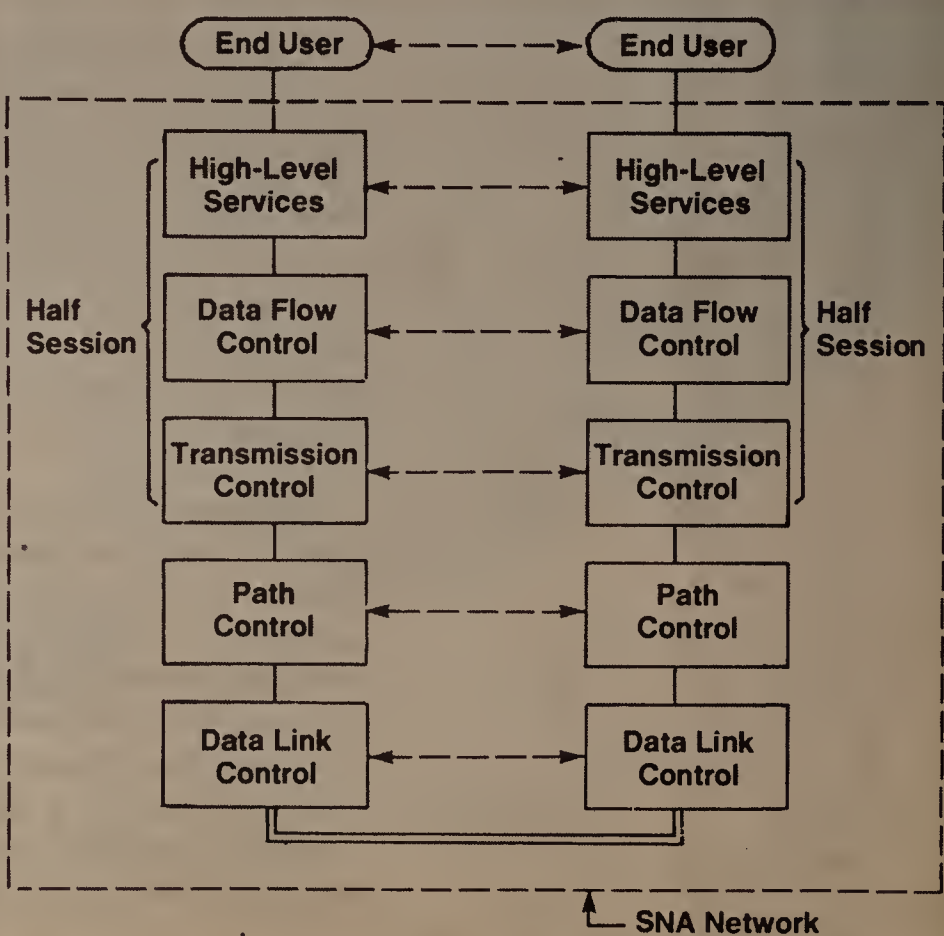 End User
End User
High-Level
Services
High-Level
Services
Half
Session
Data Flow
Control
Data Flow
Control
Half
Session
Transmission
Control
Transmission
Control
Path
Control
Path
Control
Data Link
Control
Data Link
Control
SNA Network